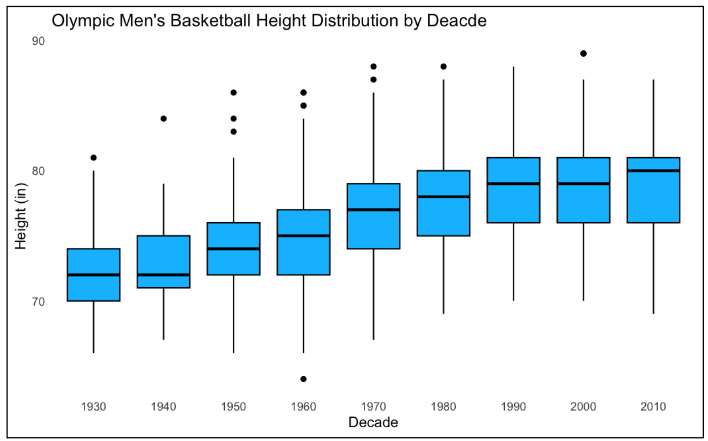 Olympic Men's Basketball Height Distribution by Deacde
90
80
70
Height (in)
1930 1940 1950 1960 1970 1980 1990 2000 2010
Decade